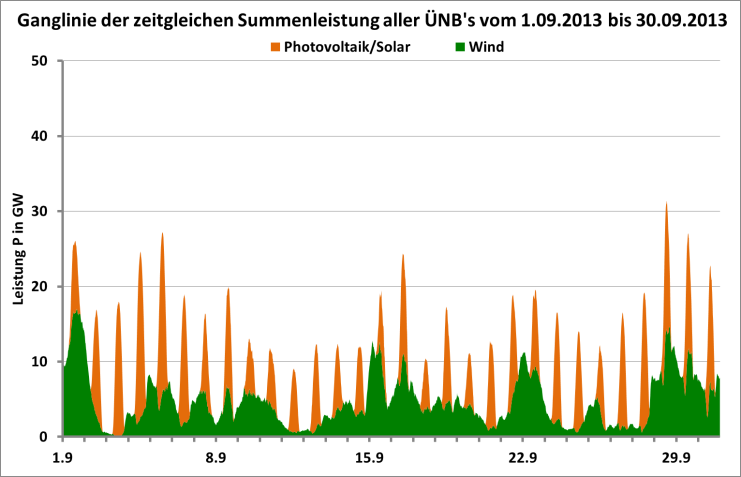 Ganglinie der zeitgleichen Summenleistung aller ÜNB's vom 1.09.2013 bis 30.09.2013
Photovoltaik/Solar Wind
Leistung P in GW
50
40
30
20
10
0
1.9 8.9 15.9 22.9 29.9